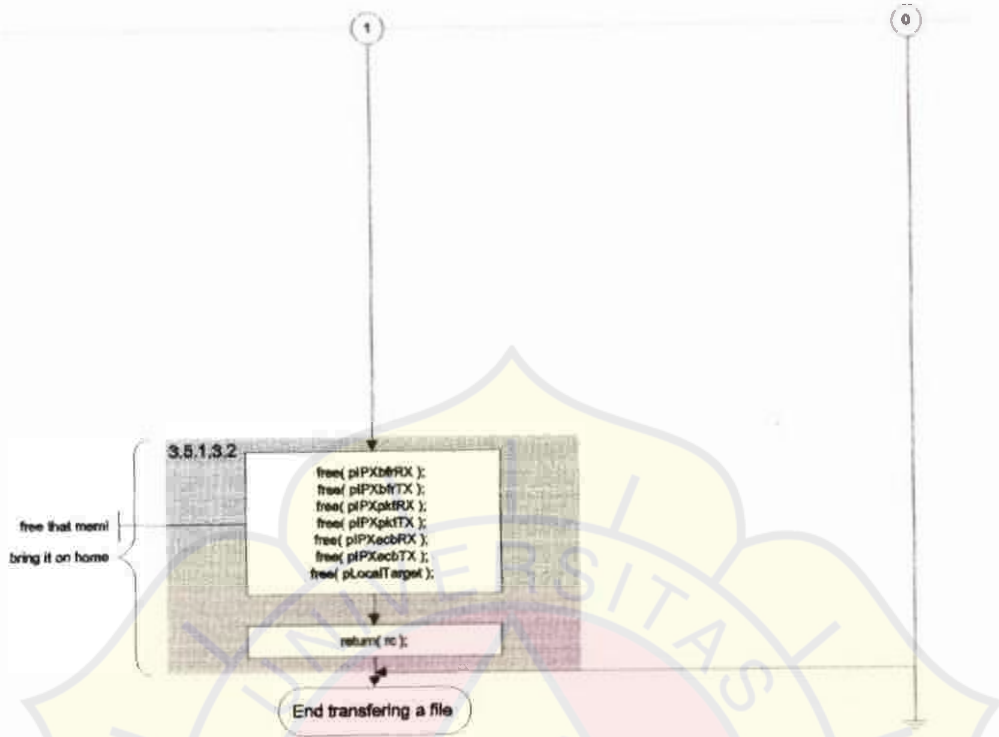 1
0
3.5.1.3.2
free( pIPXbfrRX );
free( pIPXbfrTX );
free( pIPXpktRX );
free( pIPXpktTX );
free( pIPXecbRX );
free( pIPXecbTX );
free( pLocalTarget );
free that mem!
bring it on home
return( rc );
End transfering a file
UNIVERSITAS